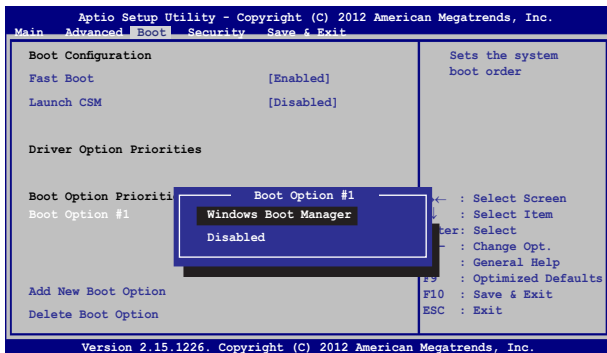 Aptio Setup Utility - Copyright (C) 2012 American Megatrends, Inc.
Main Advanced Boot Security Save & Exit
Boot Configuration
Fast Boot [Enabled]
Launch CSM [Disabled]
Driver Option Priorities
Boot Option Prioriti
Boot Option #1
Add New Boot Option
Delete Boot Option
Boot Option #1
Windows Boot Manager
Disabled
Sets the system
boot order
→← : Select Screen
↓ : Select Item
ter: Select
— : Change Opt.
: General Help
F9 : Optimized Defaults
F10 : Save & Exit
ESC : Exit
Version 2.15.1226. Copyright (C) 2012 American Megatrends, Inc.